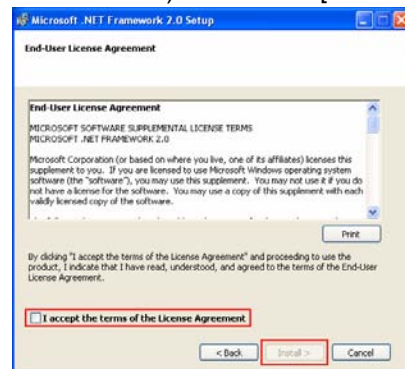 Microsoft .NET Framework 2.0 Setup
End-User License Agreement
End-User License Agreement
MICROSOFT SOFTWARE SUPPLEMENTAL LICENSE TERMS
MICROSOFT .NET FRAMEWORK 2.0
Microsoft Corporation (or based on where you live, one of its affiliates) licenses this
supplement to you. If you are licensed to use Microsoft Windows operating system
software (the "software"), you may use this supplement. You may not use it if you do
not have a license for the software. You may use a copy of this supplement with each
validly licensed copy of the software.
Print
By clicking "I accept the terms of the License Agreement" and proceeding to use the
product, I indicate that I have read, understood, and agreed to the terms of the End-User
License Agreement.
I accept the terms of the License Agreement
< Back
Install >
Cancel